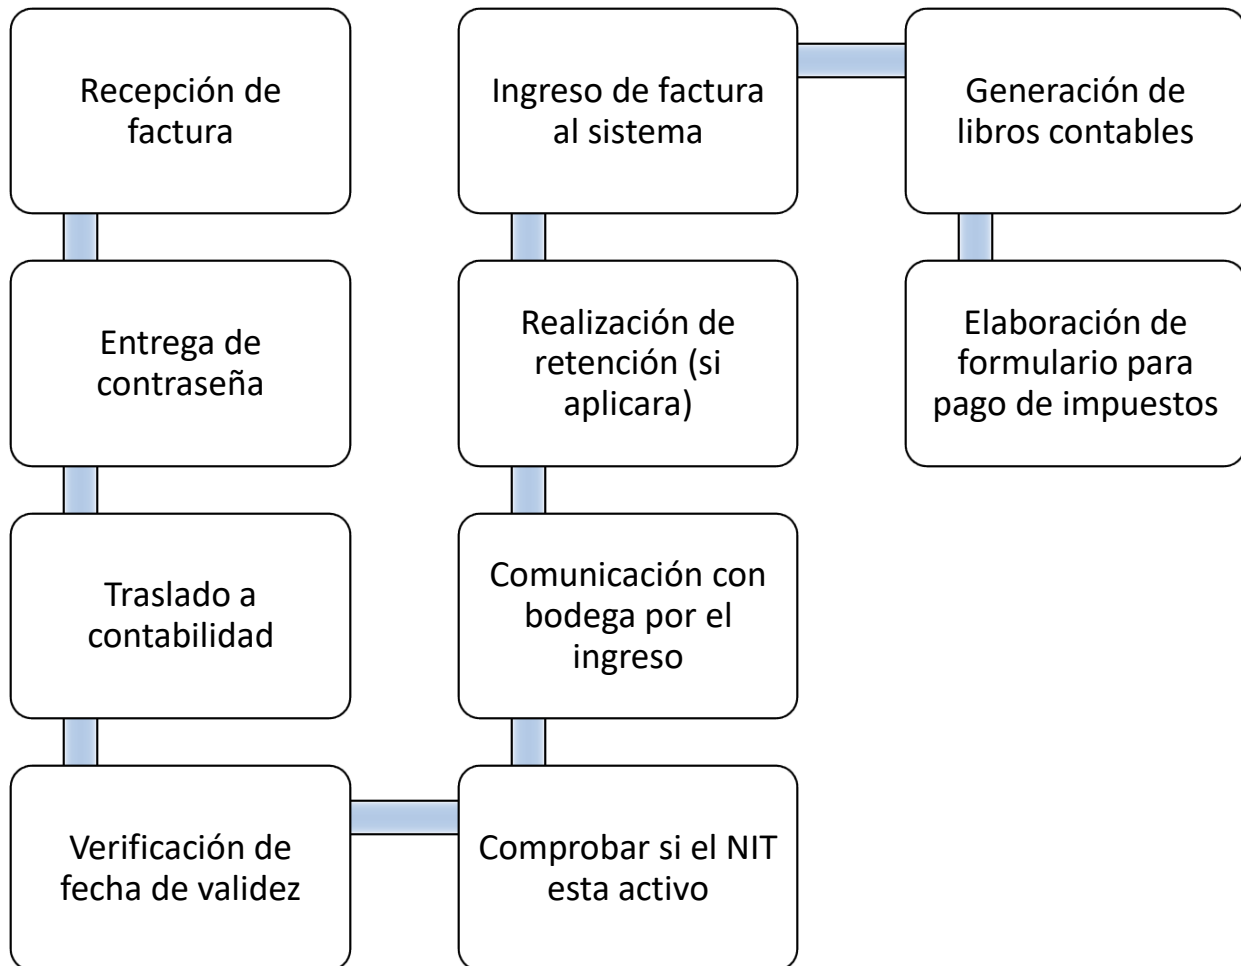 Recepción de
factura
Entrega de
contraseña
Traslado a
contabilidad
Verificación de
fecha de validez
Comprobar si el NIT
esta activo
Comunicación con
bodega por el
ingreso
Realización de
retención (si
aplicara)
Ingreso de factura
al sistema
Generación de
libros contables
Elaboración de
formulario para
pago de impuestos